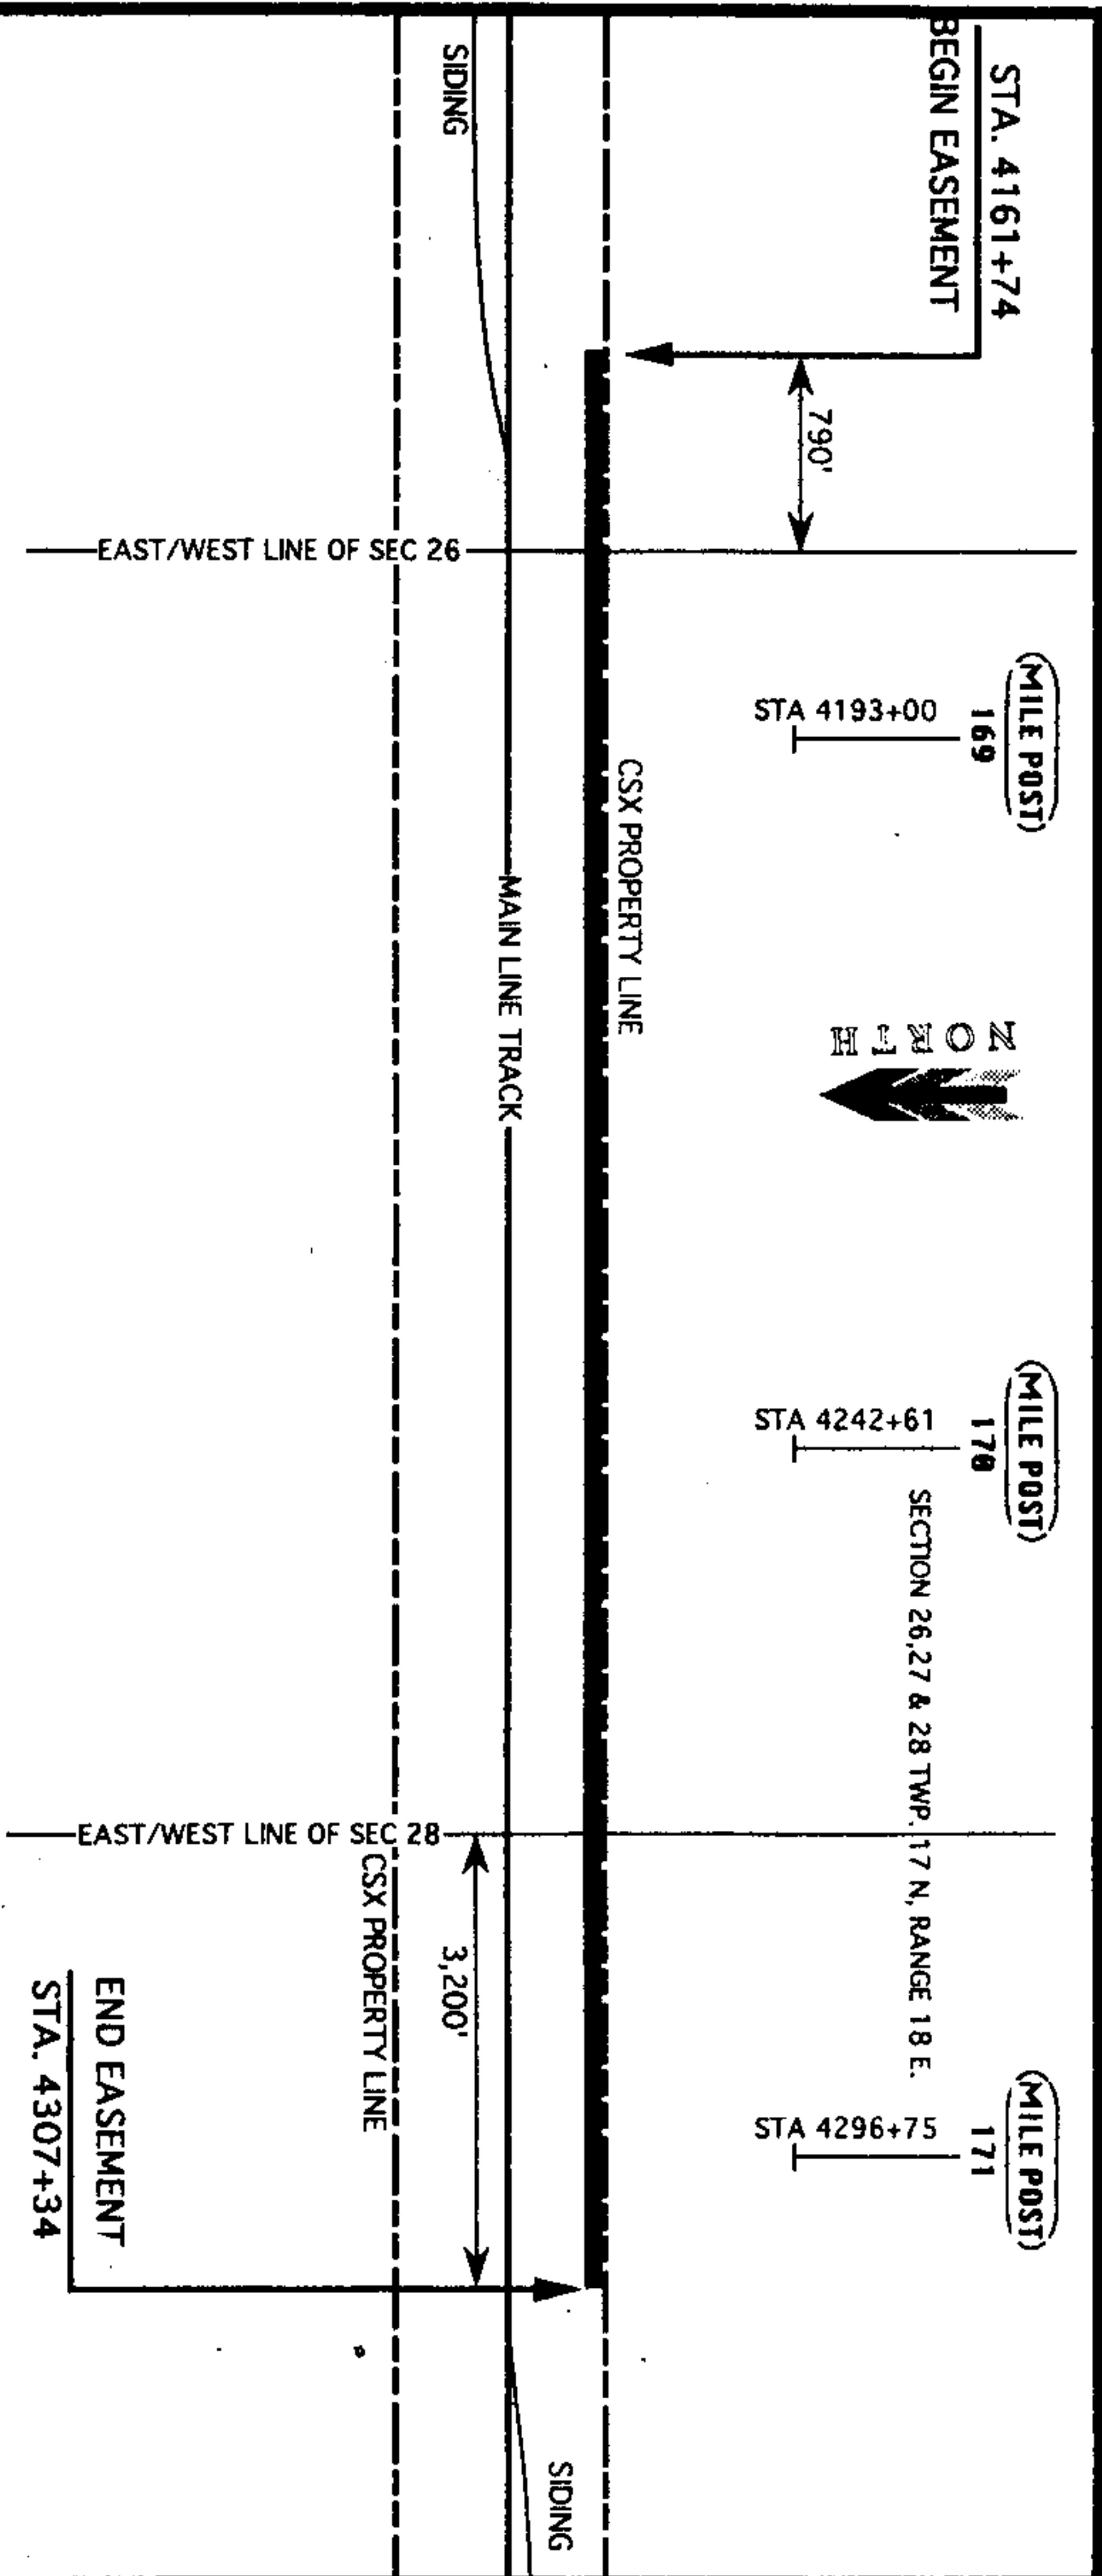 STA. 4161+74
BEGIN EASEMENT
790'
SIDING
EAST/WEST LINE OF SEC 26
(MILE POST)
169
STA 4193+00
CSX PROPERTY LINE
MAIN LINE TRACK
NORTH
(MILE POST)
170
STA 4242+61
SECTION 26,27 & 28 TWP. 17 N, RANGE 18 E.
EAST/WEST LINE OF SEC 28
CSX PROPERTY LINE
3,200'
(MILE POST)
171
STA 4296+75
END EASEMENT
STA. 4307+34
SIDING